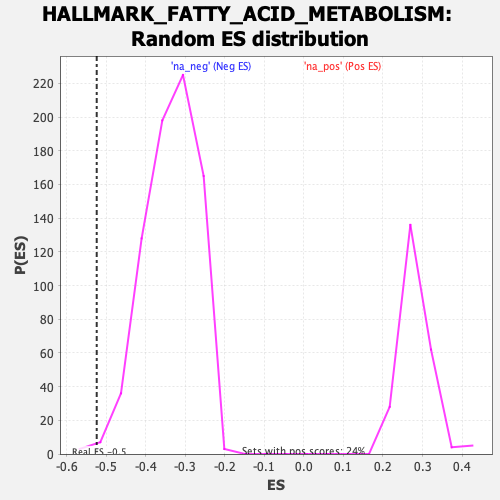 HALLMARK_FATTY_ACID_METABOLISM:
Random ES distribution
'na_neg' (Neg ES)
'na_pos' (Pos ES)
P(ES)
220
200
180
160
140
120
100
80
60
40
20
0
Real ES -0.5
Sets with pos scores: 24%
-0.6 -0.5 -0.4 -0.3 -0.2 -0.1 0.0 0.1 0.2 0.3 0.4
ES